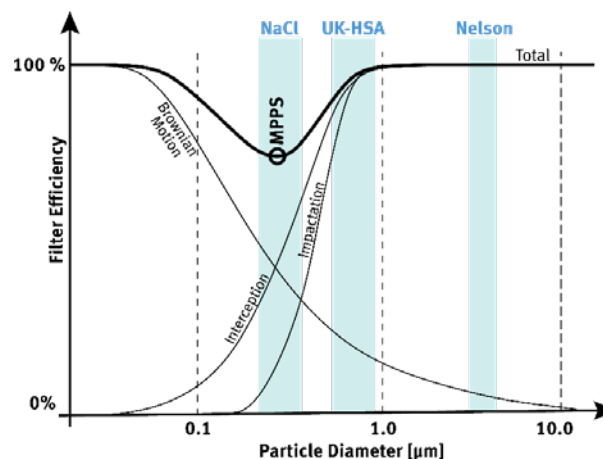 NaCl UK-HSA Nelson
Total
100 %
MPPS
Brownian
Motion
Interception
Impactation
Filter Efficiency
0%
0.1 1.0 10.0
Particle Diameter [µm]